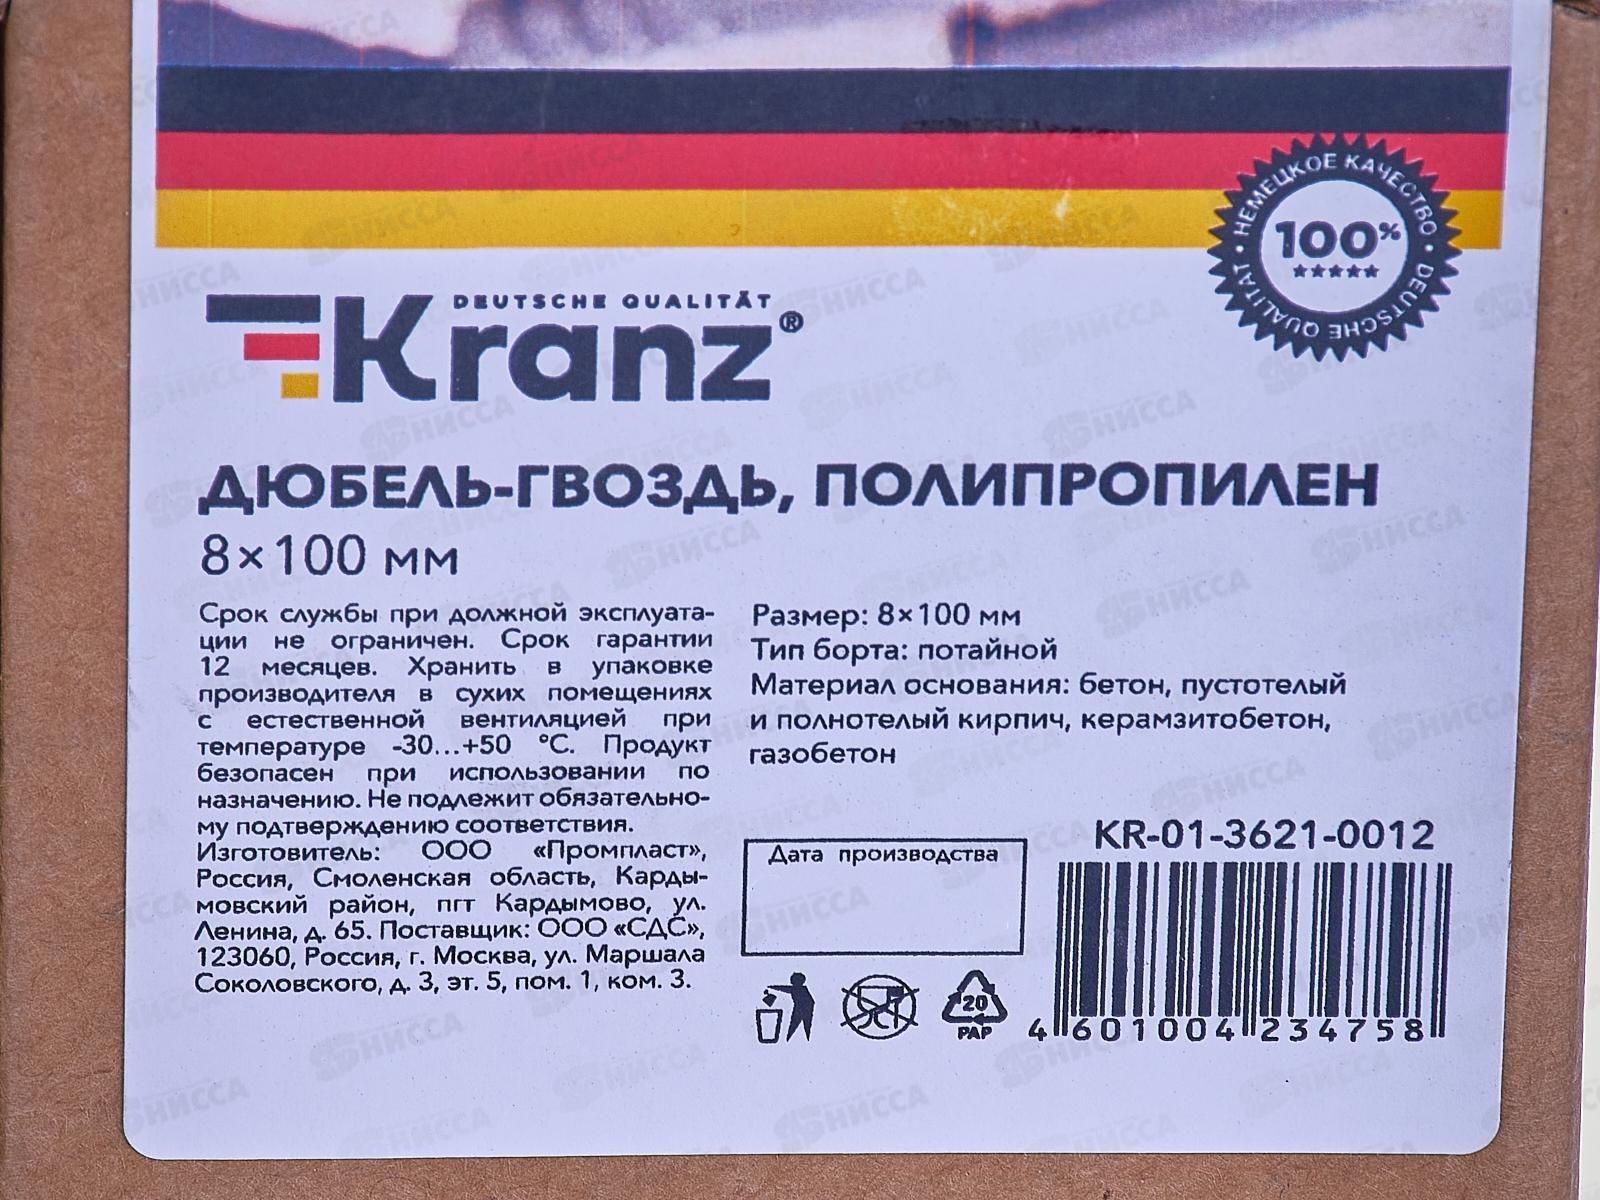 НЕМЕЦКОЕ КАЧЕСТВО • DEUTSCHE QUALITÄT •
100%
DEUTSCHE QUALITÄT
Kranz®
ДЮБЕЛЬ-ГВОЗДЬ, ПОЛИПРОПИЛЕН
8×100 мм
Срок службы при должной эксплуата-
ции не ограничен. Срок гарантии
12 месяцев. Хранить в упаковке
производителя в сухих помещениях
с естественной вентиляцией при
температуре -30...+50 °С. Продукт
безопасен при использовании по
назначению. Не подлежит обязательно-
му подтверждению соответствия.
Изготовитель: ООО «Промпласт»,
Россия, Смоленская область, Карды-
мовский район, пгт Кардымово, ул.
Ленина, д. 65. Поставщик: ООО «СДС»,
123060, Россия, г. Москва, ул. Маршала
Соколовского, д. 3, эт. 5, пом. 1, ком. 3.
Размер: 8×100 мм
Тип борта: потайной
Материал основания: бетон, пустотелый
и полнотелый кирпич, керамзитобетон,
газобетон
Дата производства
KR-01-3621-0012
20
PAP
4 601004 234758
НИССА